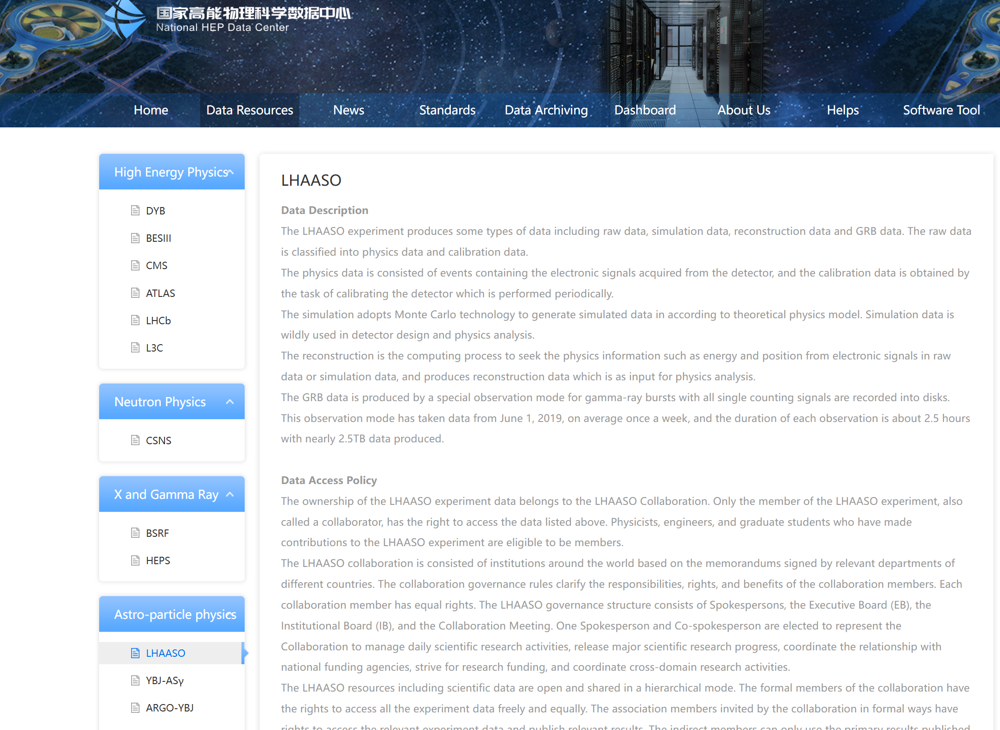 国家高能物理科学数据中心
National HEP Data Center
Home
Data Resources
News
Standards
Data Archiving
Dashboard
About Us
Helps
Software Tool
High Energy Physics
DYB
BESIII
CMS
ATLAS
LHCb
L3C
Neutron Physics
CSNS
X and Gamma Ray
BSRF
HEPS
Astro-particle physics
LHAASO
YBJ-ASγ
ARGO-YBJ
LHAASO
Data Description
The LHAASO experiment produces some types of data including raw data, simulation data, reconstruction data and GRB data. The raw data
is classified into physics data and calibration data.
The physics data is consisted of events containing the electronic signals acquired from the detector, and the calibration data is obtained by
the task of calibrating the detector which is performed periodically.
The simulation adopts Monte Carlo technology to generate simulated data in according to theoretical physics model. Simulation data is
wildly used in detector design and physics analysis.
The reconstruction is the computing process to seek the physics information such as energy and position from electronic signals in raw
data or simulation data, and produces reconstruction data which is as input for physics analysis.
The GRB data is produced by a special observation mode for gamma-ray bursts with all single counting signals are recorded into disks.
This observation mode has taken data from June 1, 2019, on average once a week, and the duration of each observation is about 2.5 hours
with nearly 2.5TB data produced.
Data Access Policy
The ownership of the LHAASO experiment data belongs to the LHAASO Collaboration. Only the member of the LHAASO experiment, also
called a collaborator, has the right to access the data listed above. Physicists, engineers, and graduate students who have made
contributions to the LHAASO experiment are eligible to be members.
The LHAASO collaboration is consisted of institutions around the world based on the memorandums signed by relevant departments of
different countries. The collaboration governance rules clarify the responsibilities, rights, and benefits of the collaboration members. Each
collaboration member has equal rights. The LHAASO governance structure consists of Spokespersons, the Executive Board (EB), the
Institutional Board (IB), and the Collaboration Meeting. One Spokesperson and Co-spokesperson are elected to represent the
Collaboration to manage daily scientific research activities, release major scientific research progress, coordinate the relationship with
national funding agencies, strive for research funding, and coordinate cross-domain research activities.
The LHAASO resources including scientific data are open and shared in a hierarchical mode. The formal members of the collaboration have
the rights to access all the experiment data freely and equally. The association members invited by the collaboration in formal ways have
rights to access the relevant experiment data and publish relevant results. The indirect members can only use the primary results published